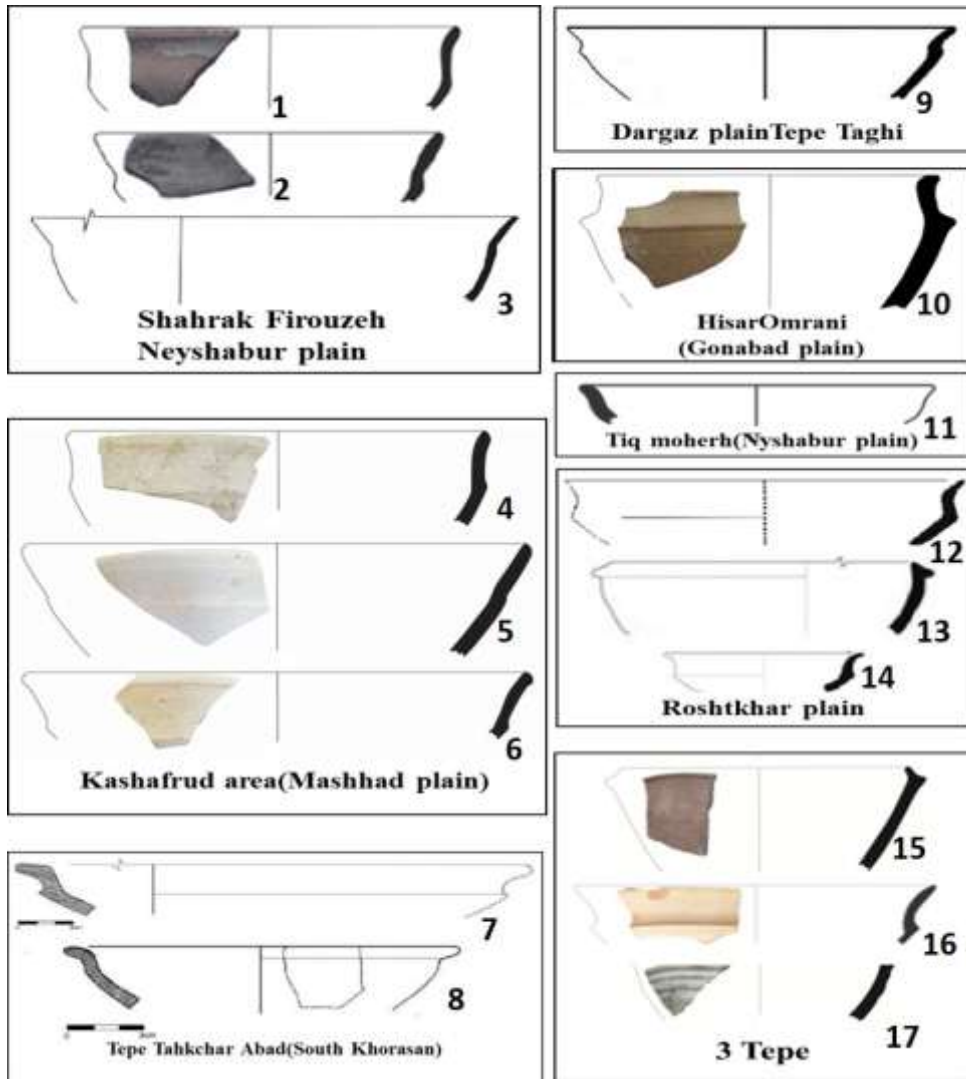 1
2
3
Shahrak Firouzeh
Neyshabur plain
4
5
6
Kashafrud area(Mashhad plain)
7
8
Tepe Tahkchar Abad(South Khorasan)
9
Dargaz plainTepe Taghi
10
HisarOmrani
(Gonabad plain)
Tiq moherh(Nyshabur plain) 11
12
13
14
Roshtkhar plain
15
16
17
3 Tepe